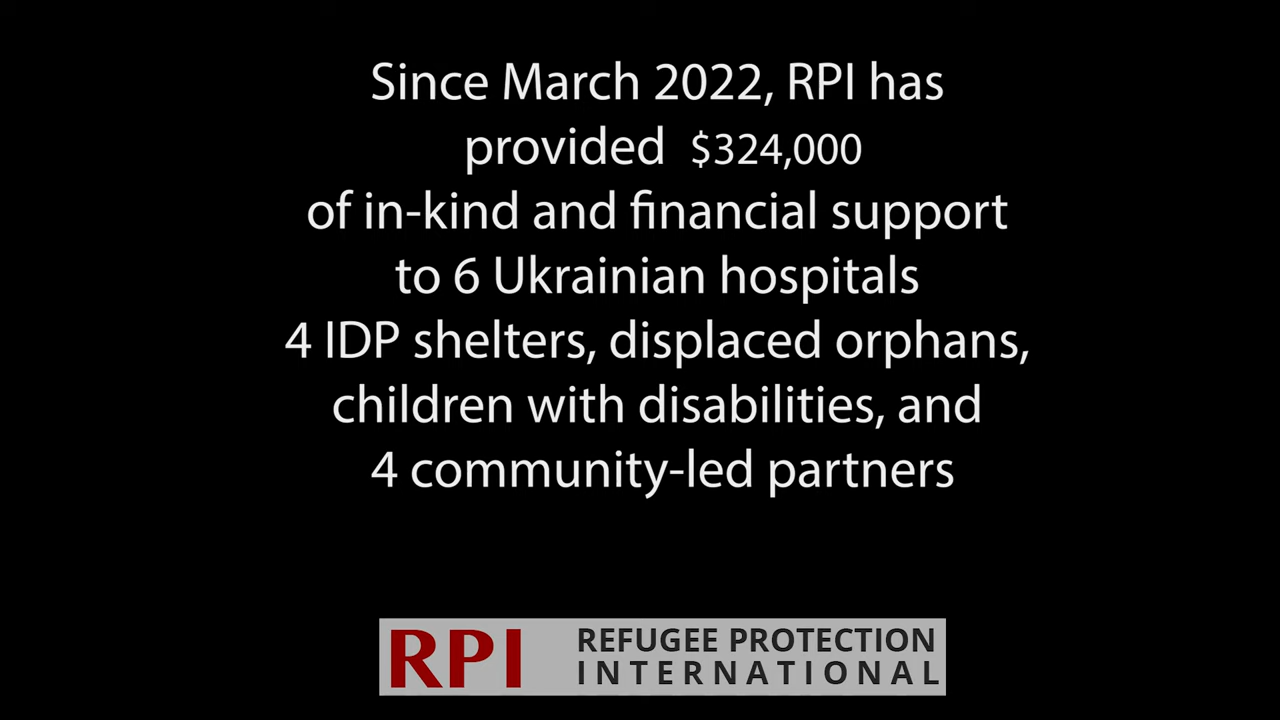 Since March 2022, RPI has
provided $324,000
of in-kind and financial support
to 6 Ukrainian hospitals
4 IDP shelters, displaced orphans,
children with disabilities, and
4 community-led partners
RPI
REFUGEE PROTECTION
INTERNATIONAL